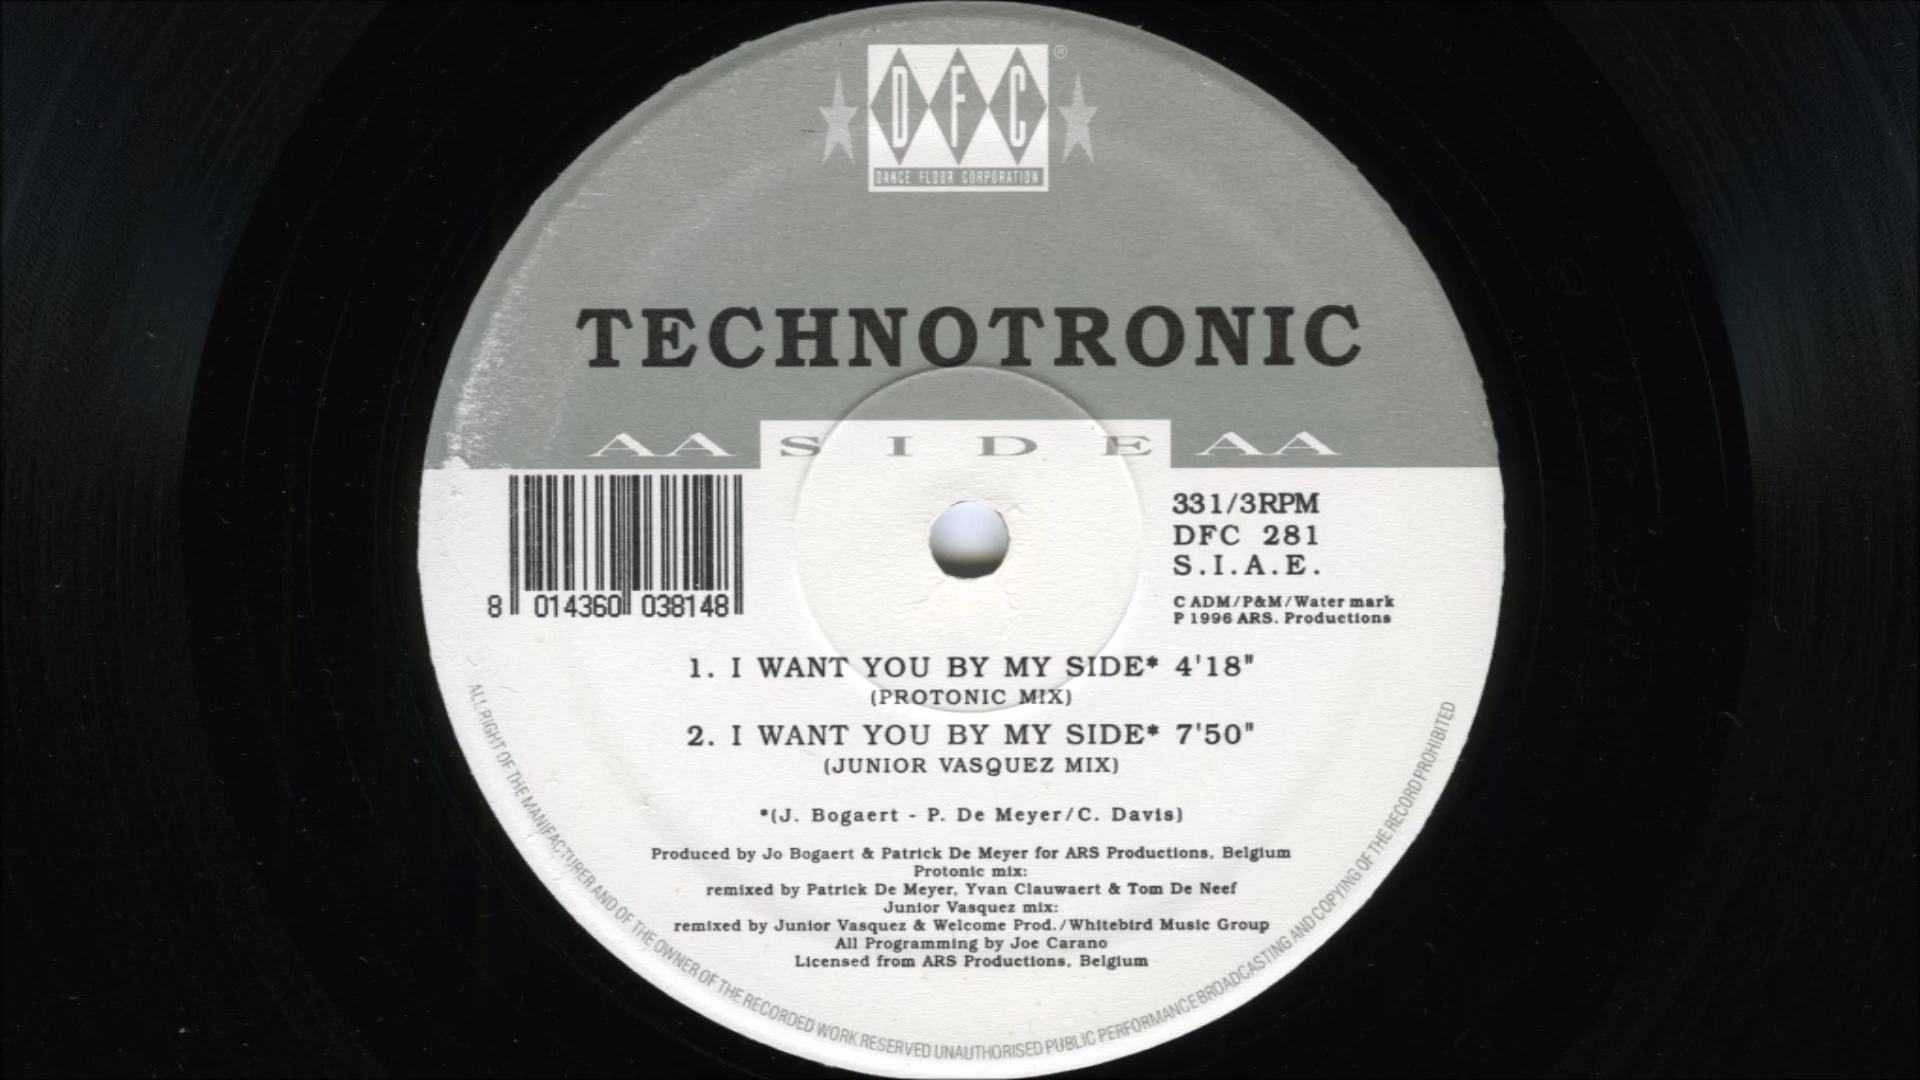 DFC ®
DANCE FLOOR CORPORATION
TECHNOTRONIC
AA SIDE AA
8 014360 038148
331/3RPM
DFC 281
S.I.A.E.
C ADM/P&M/Water mark
P 1996 ARS. Productions
1. I WANT YOU BY MY SIDE* 4'18"
(PROTONIC MIX)
2. I WANT YOU BY MY SIDE* 7'50"
(JUNIOR VASQUEZ MIX)
*(J. Bogaert - P. De Meyer/C. Davis)
Produced by Jo Bogaert & Patrick De Meyer for ARS Productions, Belgium
Protonic mix:
remixed by Patrick De Meyer, Yvan Clauwaert & Tom De Neef
Junior Vasquez mix:
remixed by Junior Vasquez & Welcome Prod./Whitebird Music Group
All Programming by Joe Carano
Licensed from ARS Productions, Belgium
ALL RIGHT OF THE MANIFACTURER AND OF THE OWNER OF THE RECORDED WORK RESERVED UNAUTHORISED PUBLIC PERFORMANCE BROADCASTING AND COPYING OF THE RECORD PROHIBITED